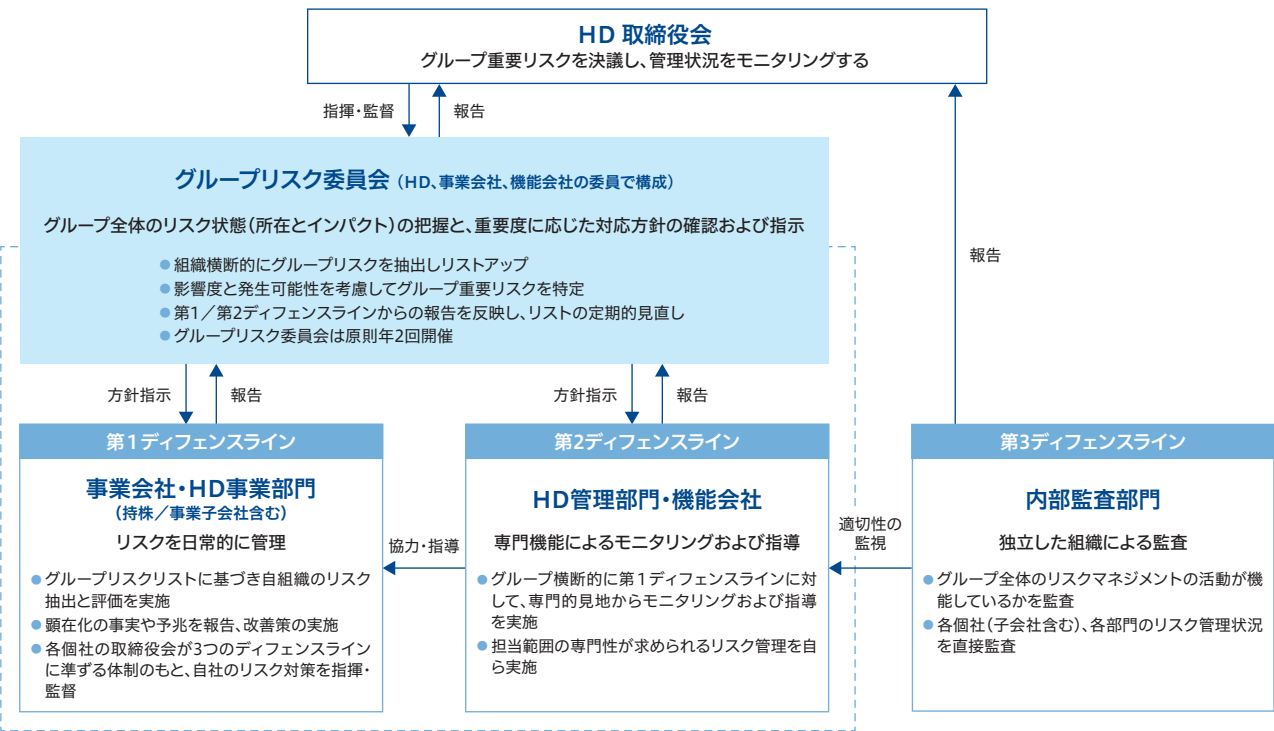 HD 取締役会
グループ重要リスクを決議し、管理状況をモニタリングする
指揮・監督
報告
グループリスク委員会（HD、事業会社、機能会社の委員で構成）
グループ全体のリスク状態（所在とインパクト）の把握と、重要度に応じた対応方針の確認および指示
● 組織横断的にグループリスクを抽出しリストアップ
● 影響度と発生可能性を考慮してグループ重要リスクを特定
● 第1／第2ディフェンスラインからの報告を反映し、リストの定期的見直し
● グループリスク委員会は原則年2回開催
報告
方針指示
報告
方針指示
報告
第1ディフェンスライン
事業会社・HD事業部門
（持株／事業子会社含む）
リスクを日常的に管理
● グループリスクリストに基づき自組織のリスク
抽出と評価を実施
● 顕在化の事実や予兆を報告、改善策の実施
● 各個社の取締役会が3つのディフェンスライン
に準ずる体制のもと、自社のリスク対策を指揮・
監督
協力・指導
第2ディフェンスライン
HD管理部門・機能会社
専門機能によるモニタリングおよび指導
● グループ横断的に第1ディフェンスラインに対
して、専門的見地からモニタリングおよび指導
を実施
● 担当範囲の専門性が求められるリスク管理を自
ら実施
適切性の
監視
第3ディフェンスライン
内部監査部門
独立した組織による監査
● グループ全体のリスクマネジメントの活動が機
能しているかを監査
● 各個社（子会社含む）、各部門のリスク管理状況
を直接監査